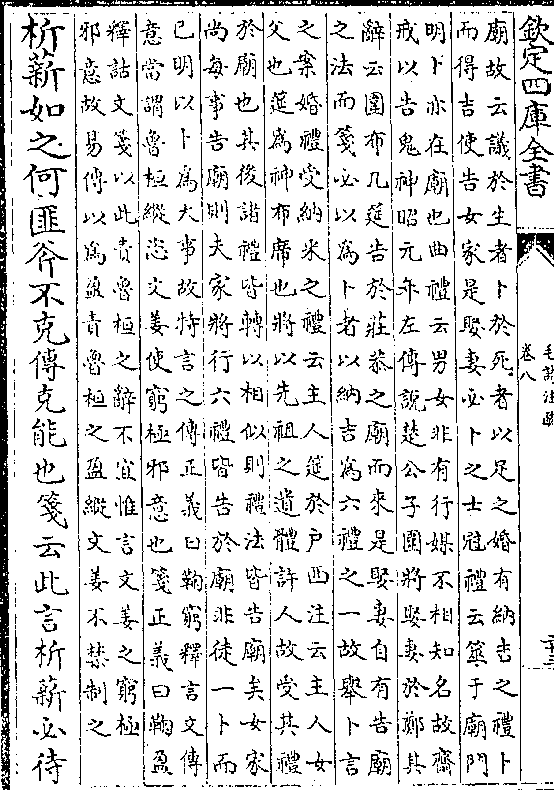 欽定四庫全書
毛詩注疏
卷八
廟故云議於生者卜於死者以足之婚有納吉之禮卜
而得吉使告女家是娶妻必卜之士冠禮云筮于廟門
明卜亦在廟也曲禮云男女非有行媒不相知名故齋
戒以告鬼神昭元年左傳說楚公子圍將娶妻於鄭其
辭云圍布几筵告於莊恭之廟而來是娶妻自有告廟
之法而箋必以為卜者以納吉為六禮之一故舉卜言
之案婚禮受納采之禮云主人筵於户西注云主人女
父也筵為神布席也將以先祖之遺體許人故受其禮
於廟也其後諸禮皆轉以相似則禮法皆告廟矣女家
尚每事告廟則夫家將行六禮皆告於廟非徒一卜而
已明以卜為大事故特言之傳正義曰鞠窮釋言文傳
意當謂魯桓縱恣文姜使窮極邪意也箋正義曰鞠盈
釋詁文箋以此責魯桓之辭不宜惟言文姜之窮極
邪意故易傳以為盈責魯桓之盈縱文姜不禁制之
析薪如之何匪斧不克傳克能也箋云此言析薪必待